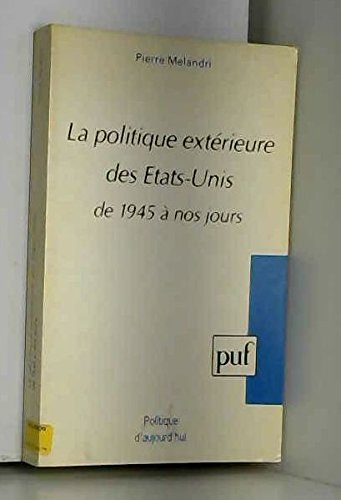 Pierre Melandri
La politique extérieure
des Etats-Unis
de 1945 à nos jours
puf
Politique
d'aujourd'hui